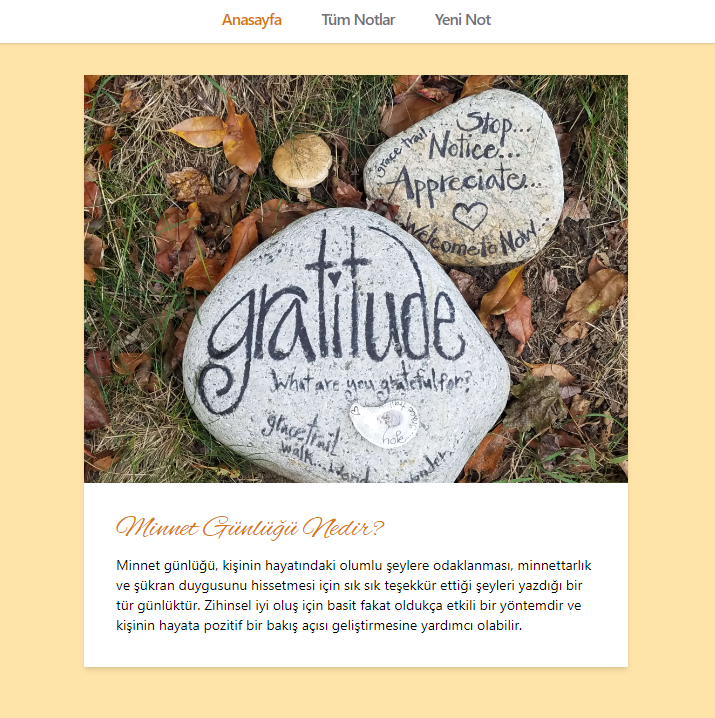 Anasayfa Tüm Notlar Yeni Not
grace trail
Stop...
Notice...
Appreciate...
Welcome to Now.
gratitude
What are you grateful for?
grace trail
walk...
hole
Minnet Günlüğü Nedir?
Minnet günlüğü, kişinin hayatındaki olumlu şeylere odaklanması, minnettarlık
ve şükran duygusunu hissetmesi için sık sık teşekkür ettiği şeyleri yazdığı bir
tür günlüktür. Zihinsel iyi oluş için basit fakat oldukça etkili bir yöntemdir ve
kişinin hayata pozitif bir bakış açısı geliştirmesine yardımcı olabilir.